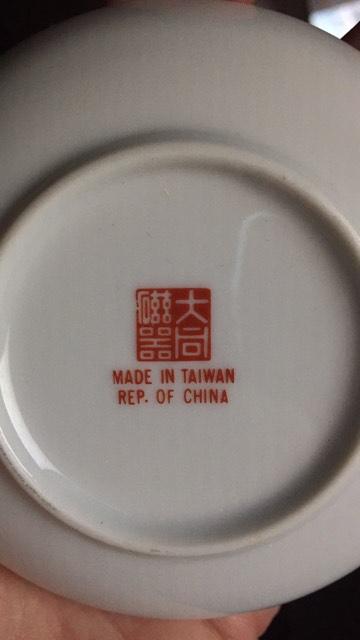 大同
磁器
MADE IN TAIWAN
REP. OF CHINA